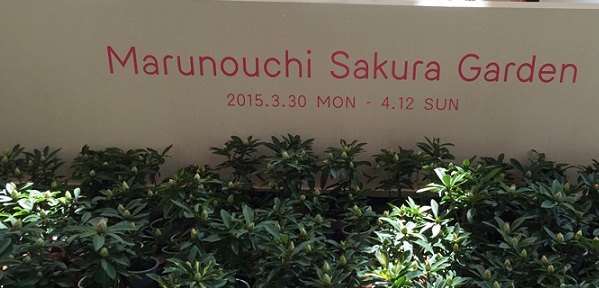 Marunouchi Sakura Garden
2015.3.30 MON - 4.12 SUN